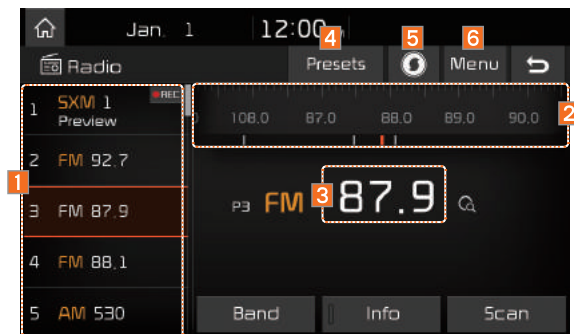 Jan. 1 12:00
4 5 6
Radio Presets Menu
1 SXM 1 REC
Preview
108.0 87.0 88.0 89.0 90.0 2
2 FM 92.7
1
3 FM 87.9
P3 FM 3 87.9
4 FM 88.1
5 AM 530
Band Info Scan